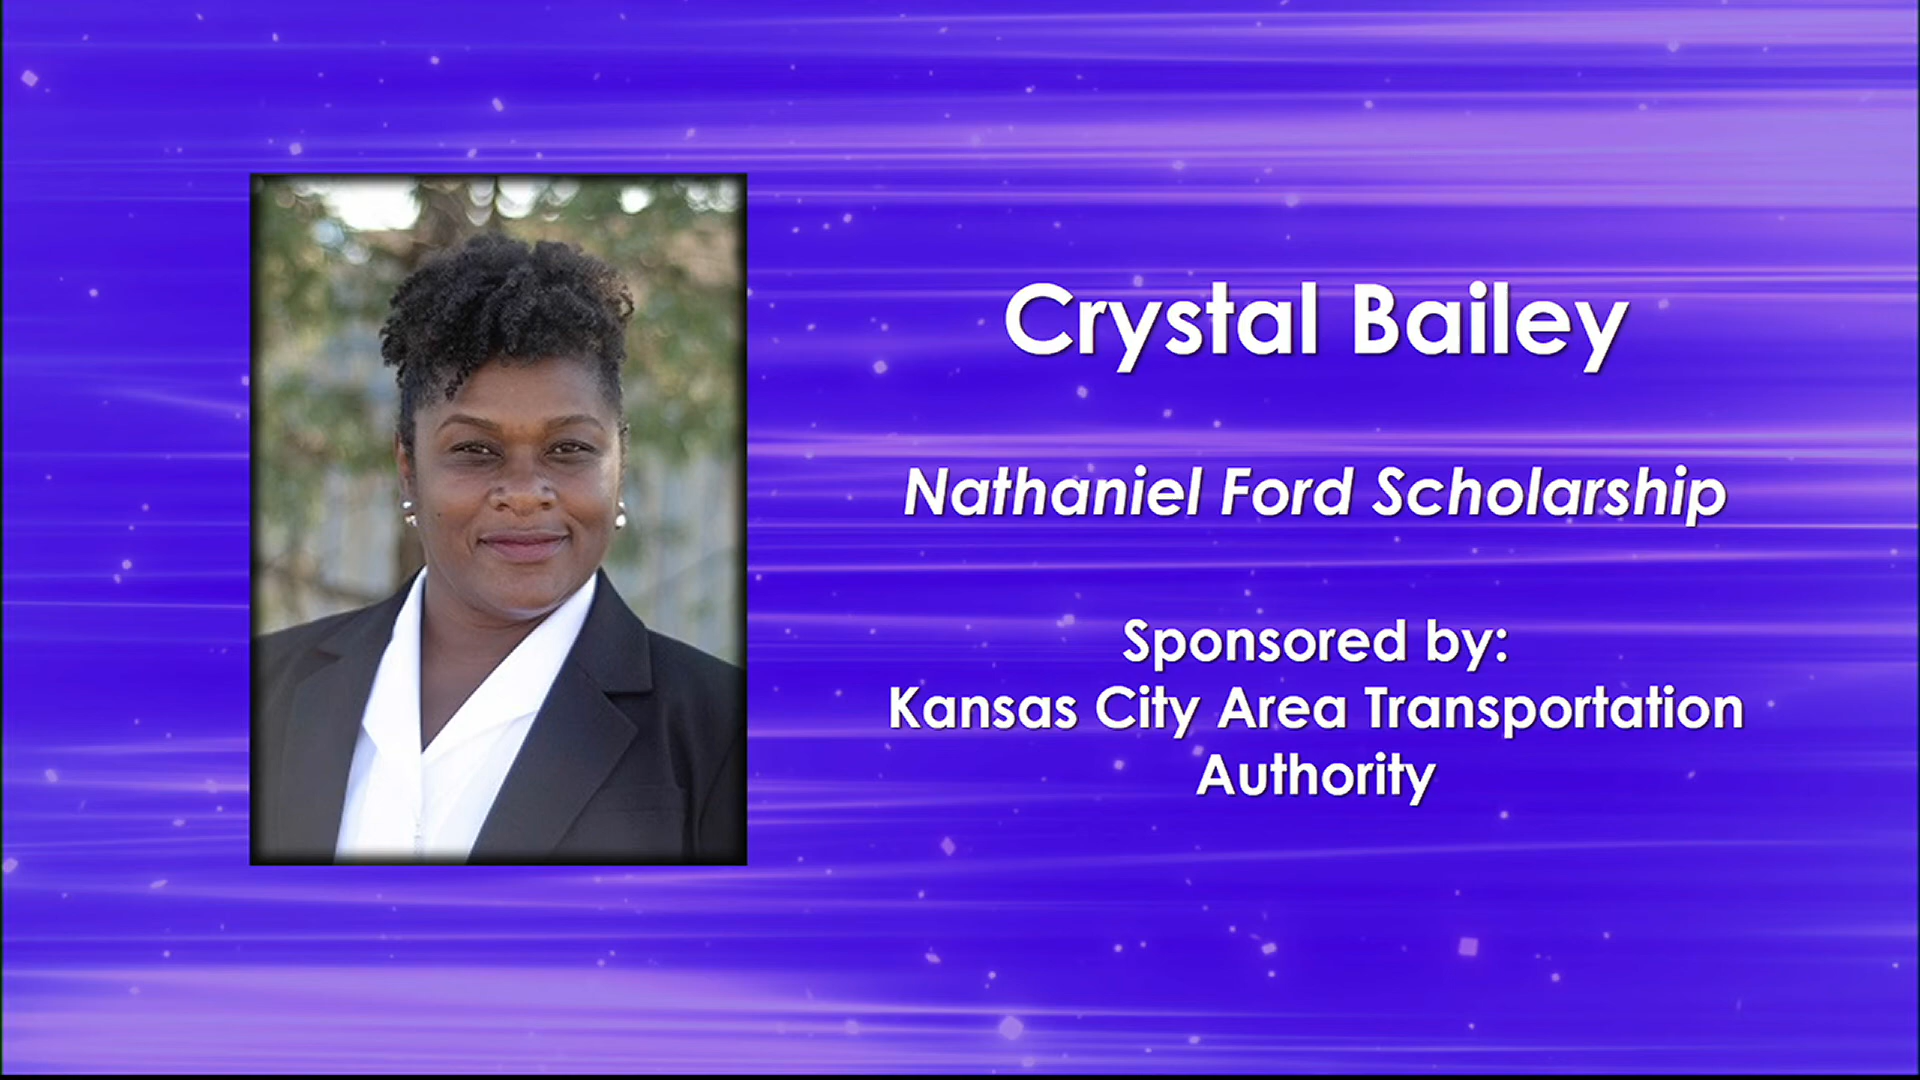 Crystal Bailey
Nathaniel Ford Scholarship
Sponsored by:
Kansas City Area Transportation
Authority